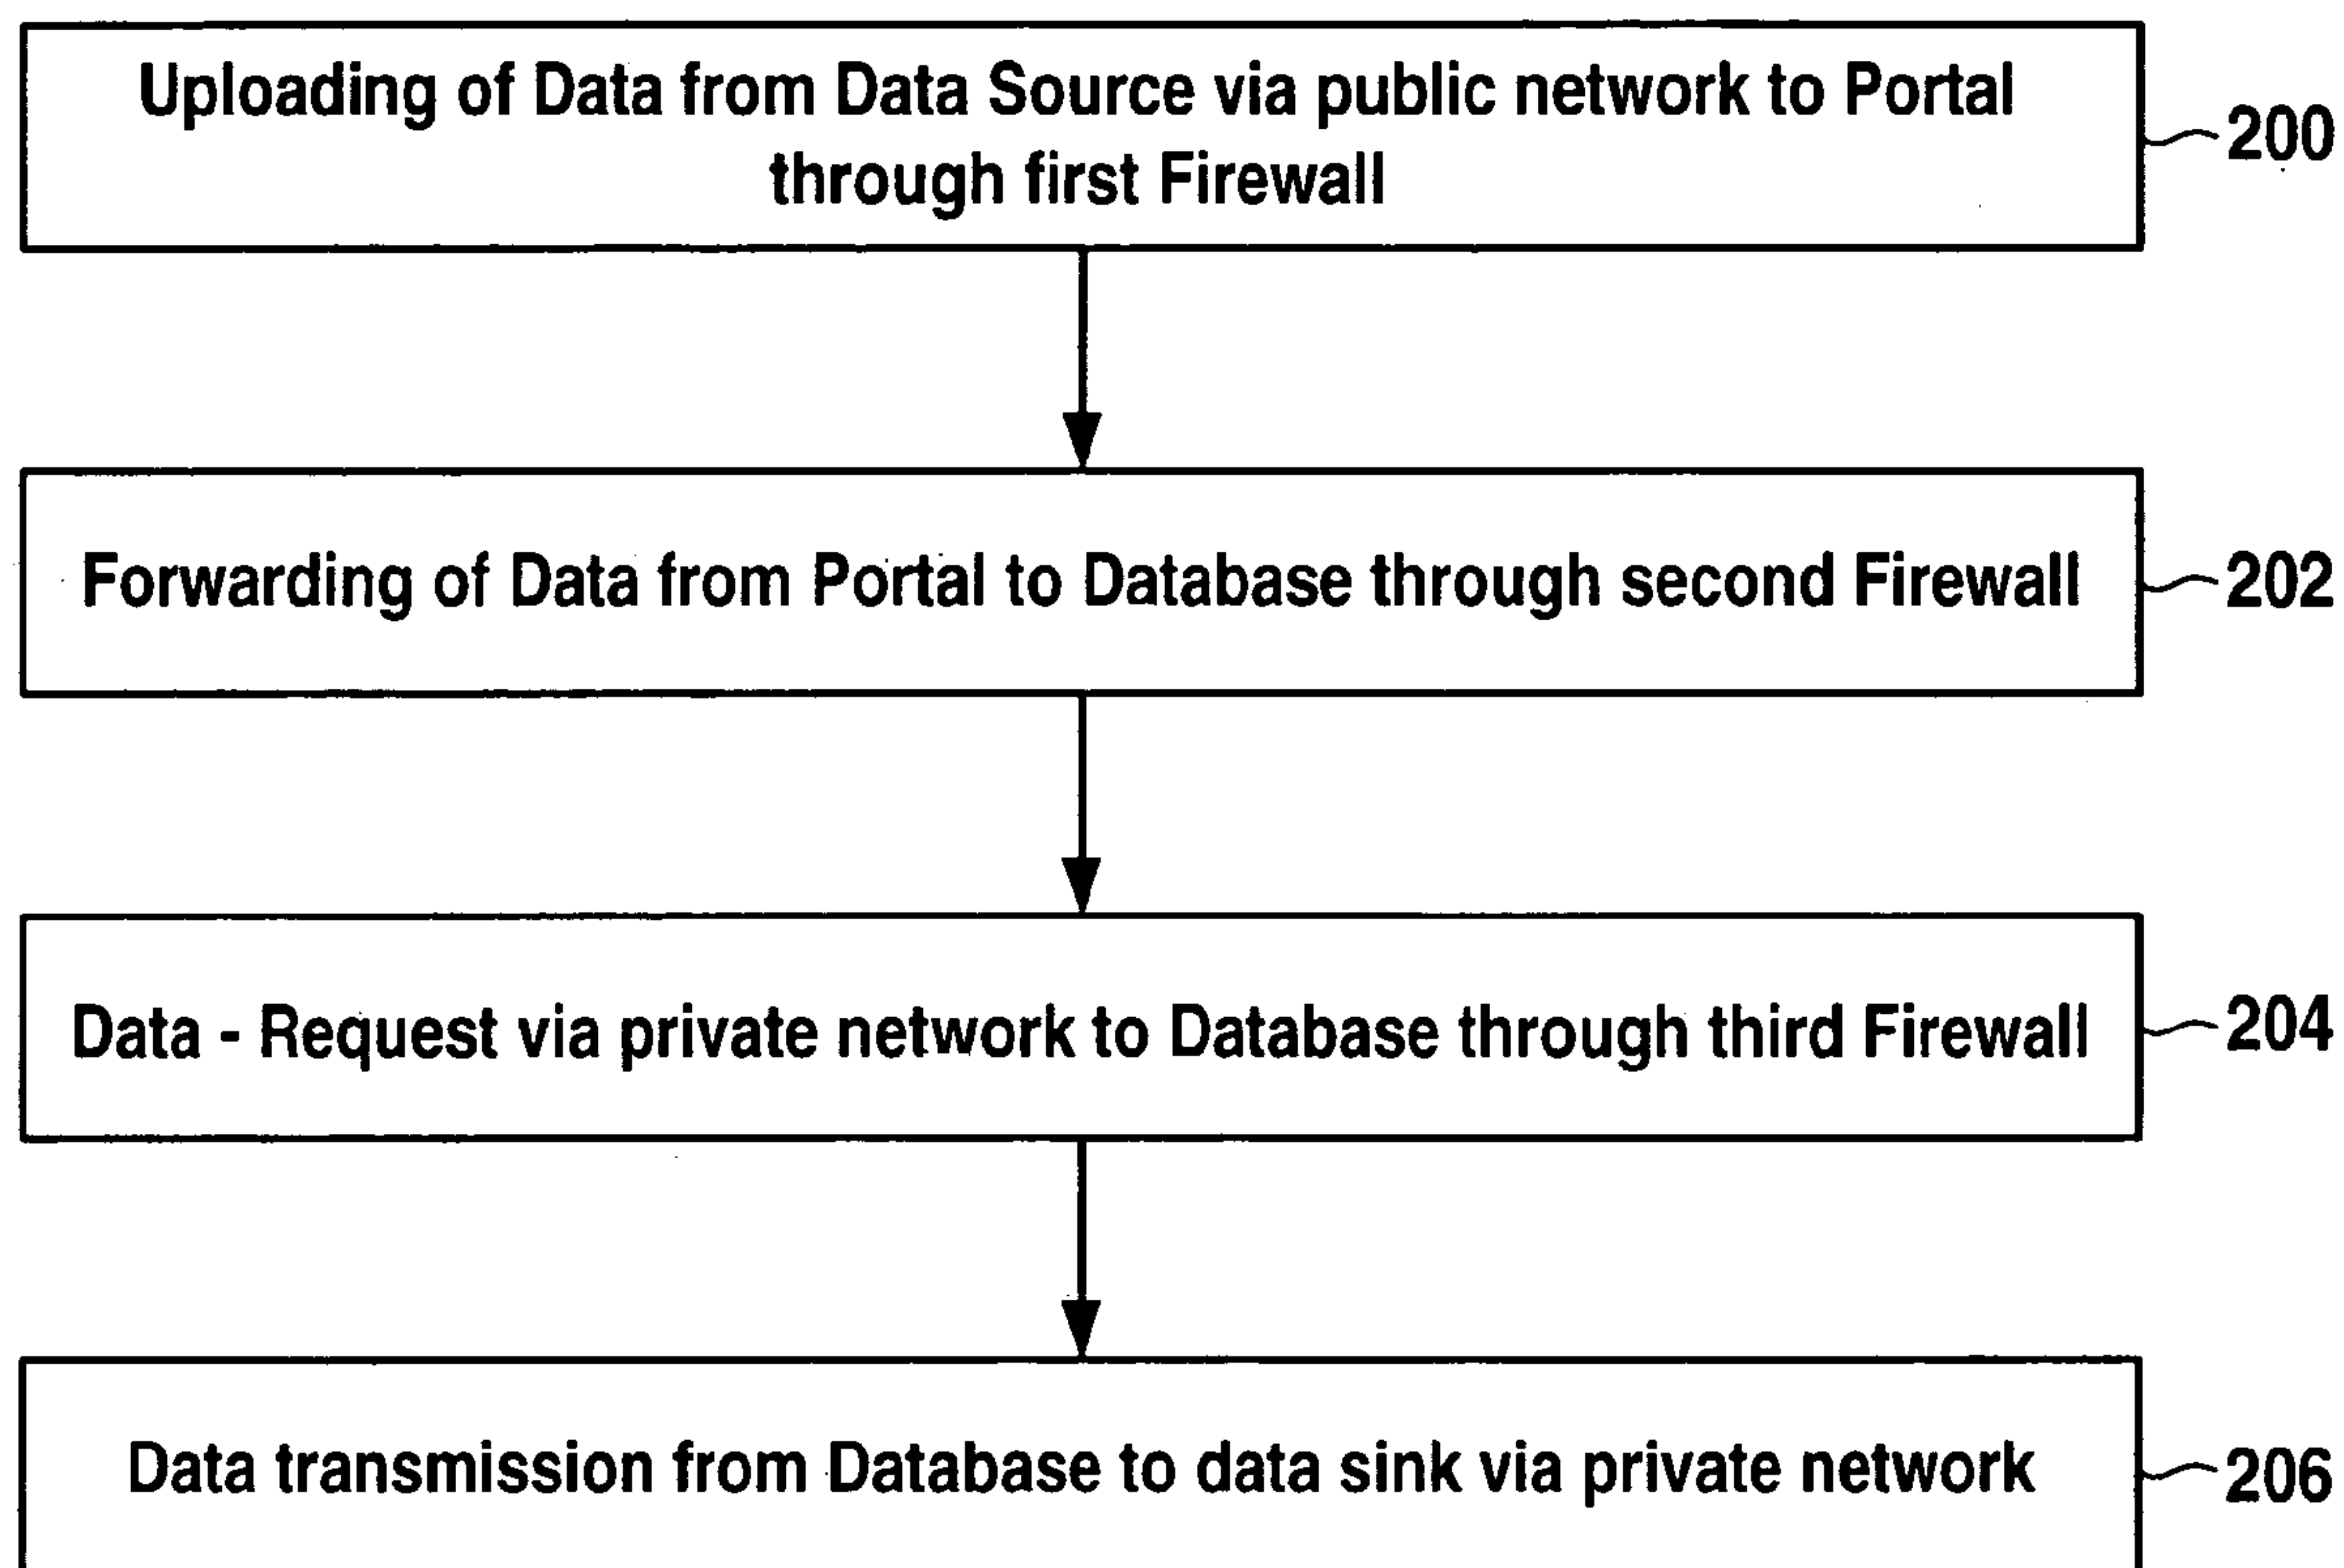 Uploading of Data from Data Source via public network to Portal
through first Firewall
200
Forwarding of Data from Portal to Database through second Firewall
202
Data - Request via private network to Database through third Firewall
204
Data transmission from Database to data sink via private network
206